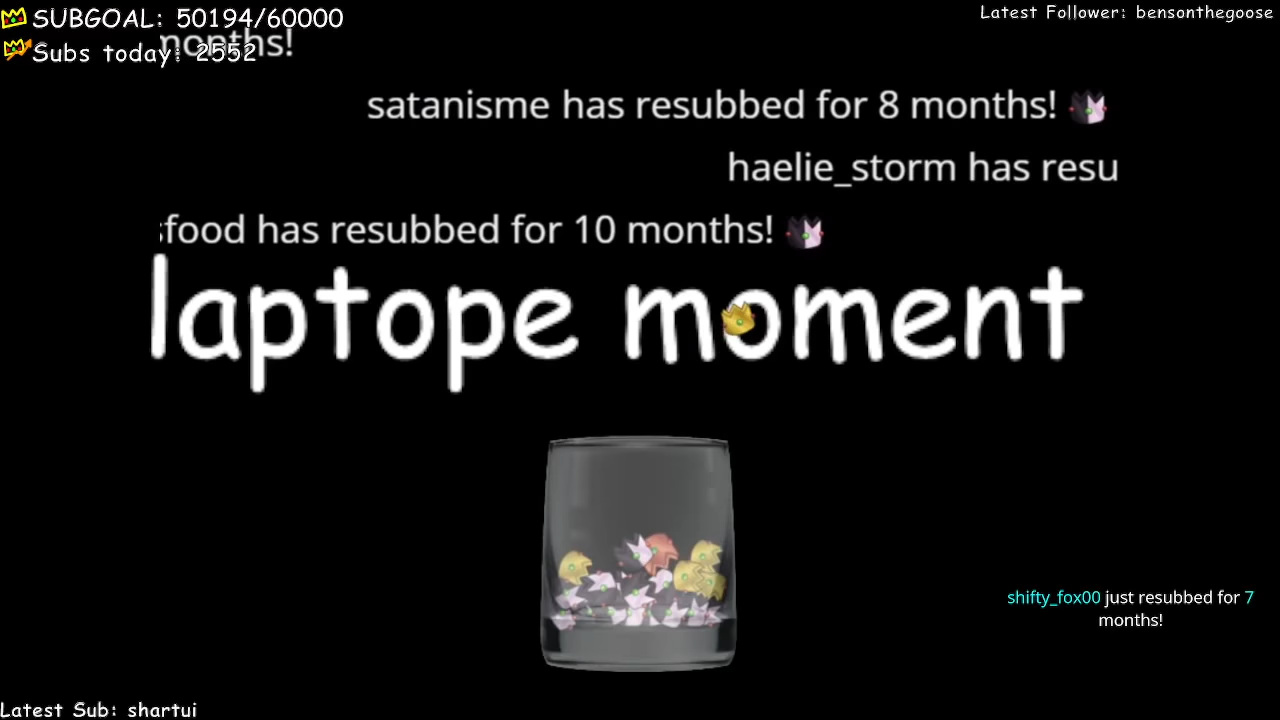 SUBGOAL: 50194/60000
Latest Follower: bensonthegoose
months!
Subs today: 2552
satanisme has resubbed for 8 months!
haelie_storm has resu
food has resubbed for 10 months!
laptope moment
shifty_fox00 just resubbed for 7
months!
Latest Sub: shartui